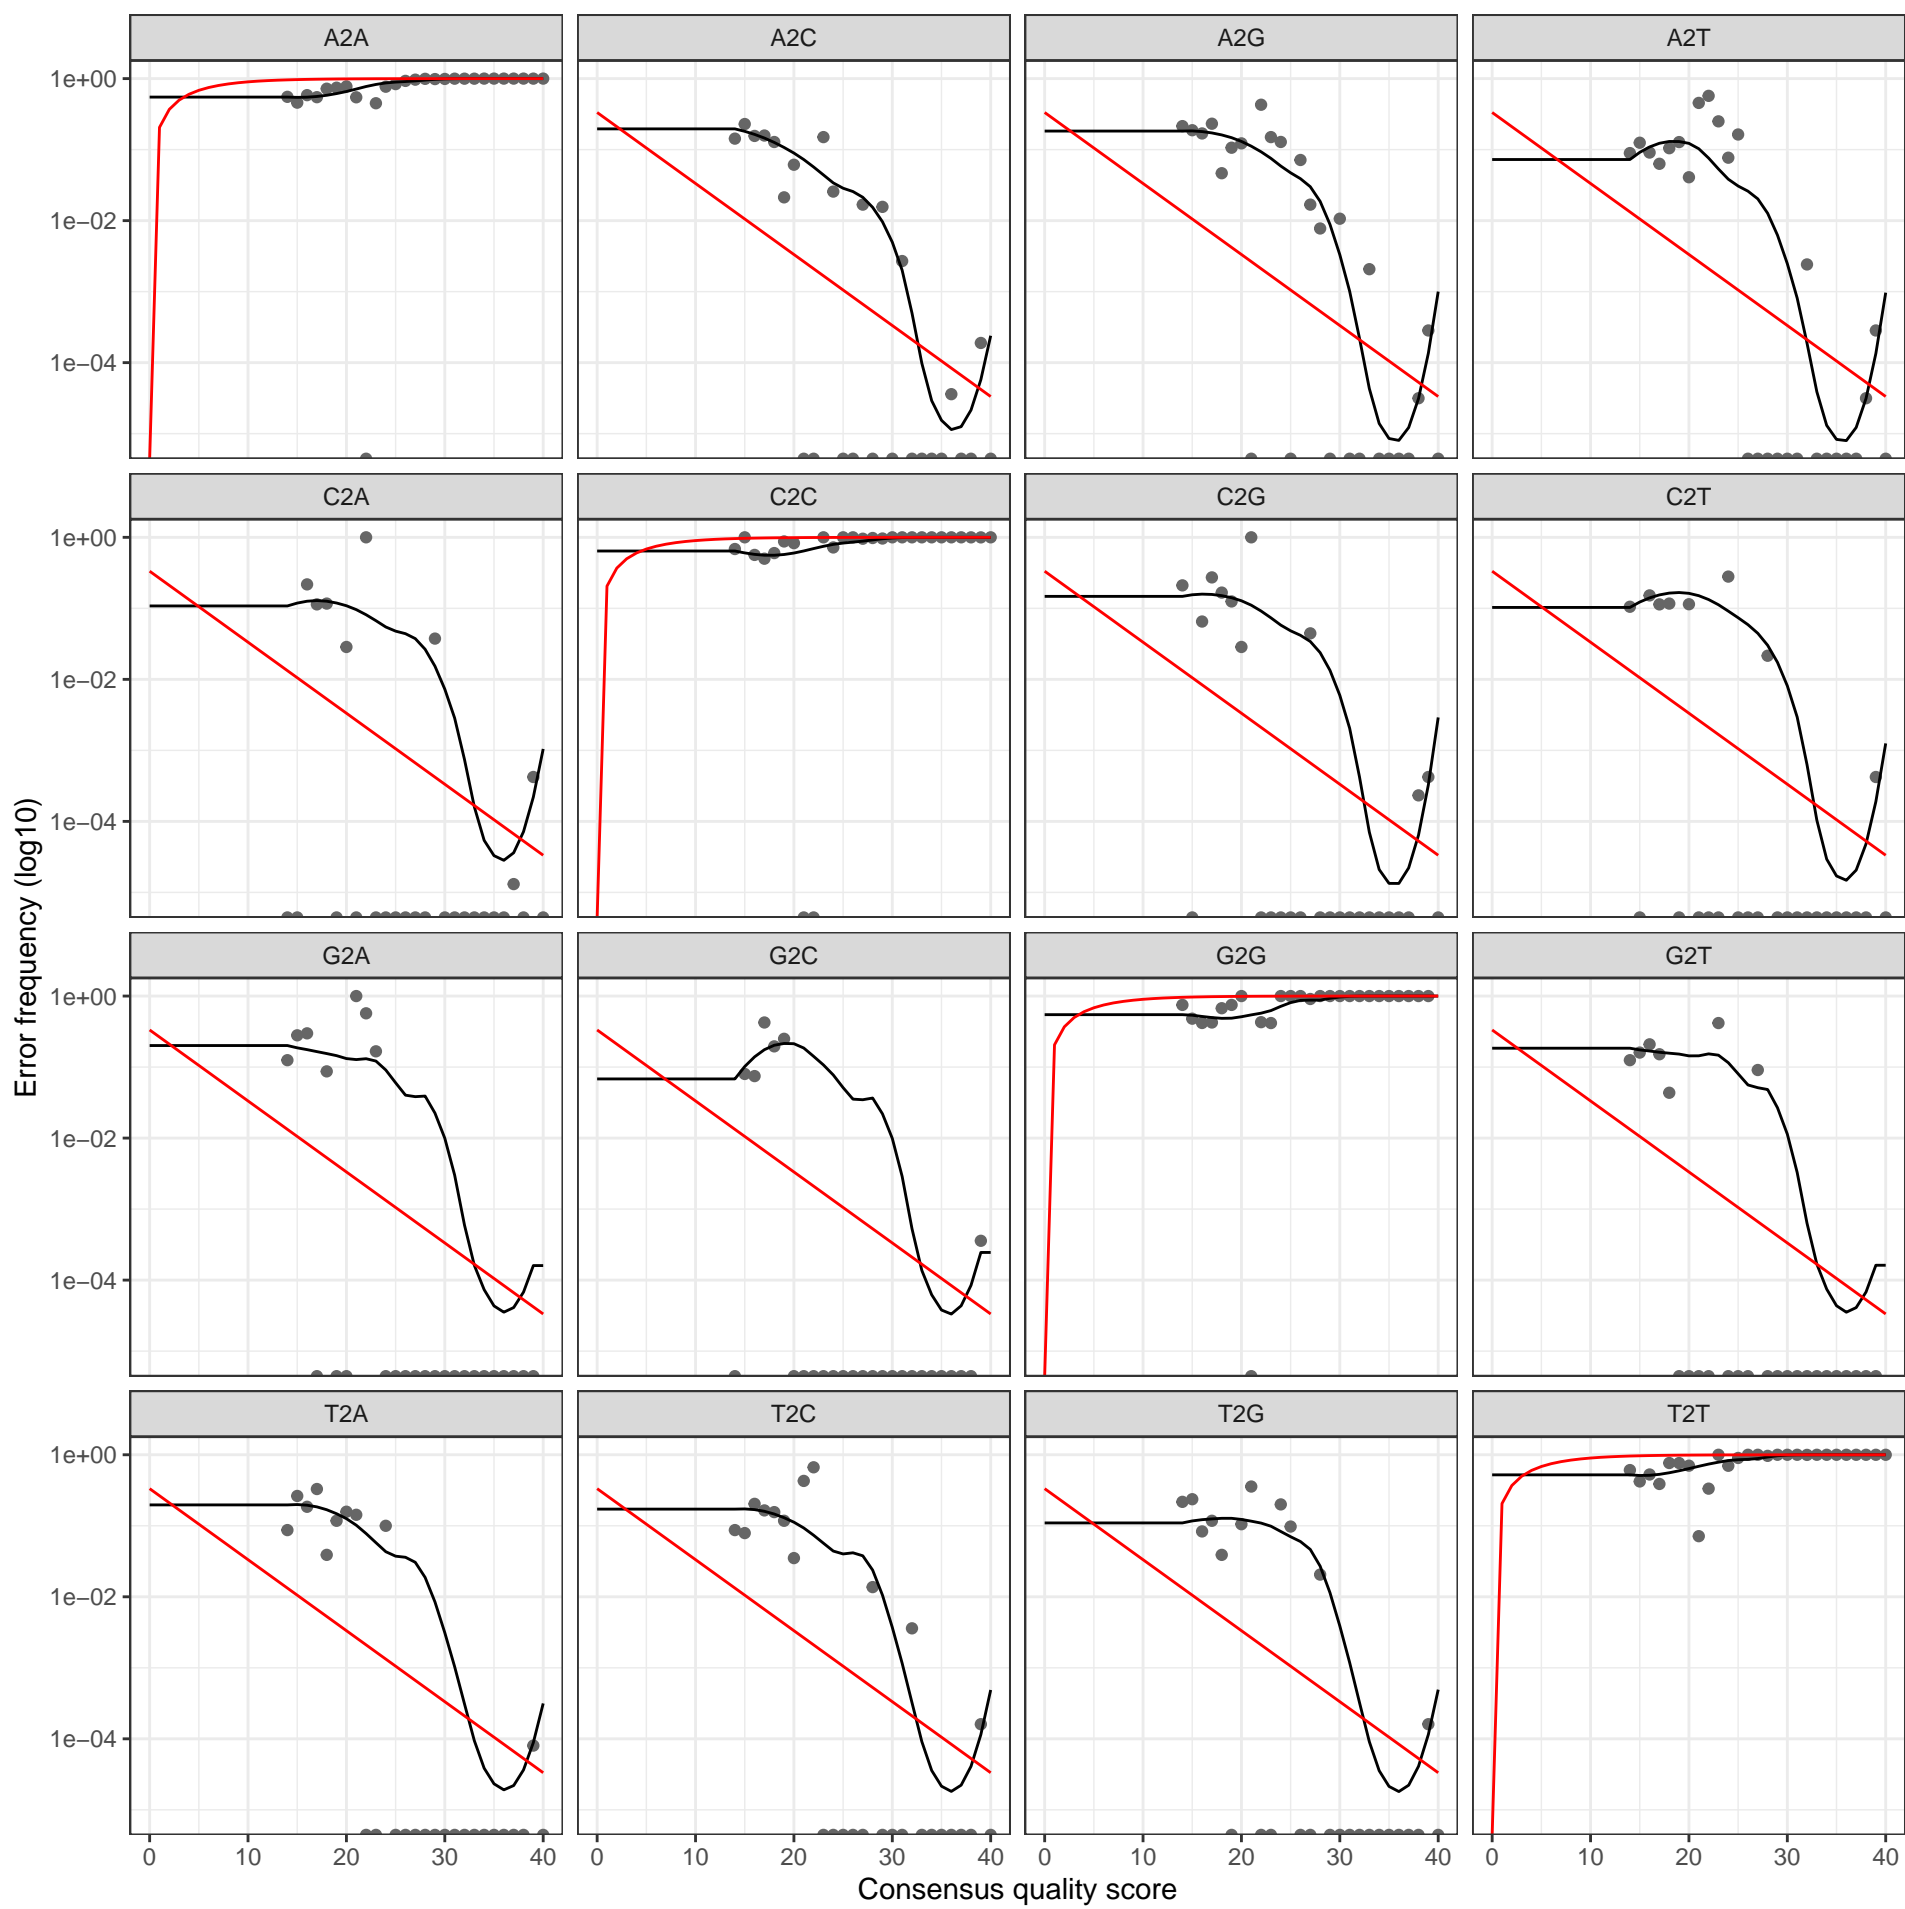 A2A A2C A2G A2T
1e+00
1e−02
1e−04
C2A C2C C2G C2T
1e+00
1e−02
1e−04
G2A G2C G2G G2T
1e+00
1e−02
1e−04
T2A T2C T2G T2T
1e+00
1e−02
1e−04
0 10 20 30 40 0 10 20 30 40 0 10 20 30 40 0 10 20 30 40
Consensus quality score
Error frequency (log10)